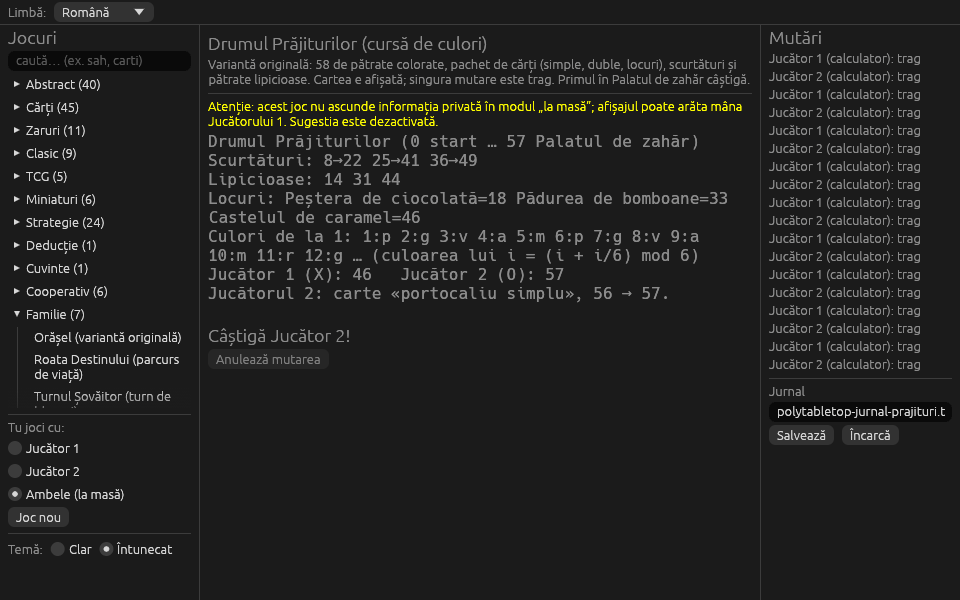 Limbă: Română
Jocuri
caută... (ex. sah, carti)
Abstract (40)
Cărți (45)
Zaruri (11)
Clasic (9)
TCG (5)
Miniaturi (6)
Strategie (24)
Deducție (1)
Cuvinte (1)
Cooperativ (6)
Familie (7)
Orășel (variantă originală)
Roata Destinului (parcurs
de viață)
Turnul Șovăitor (turn de
Tu joci cu:
Jucător 1
Jucător 2
Ambele (la masă)
Joc nou
Temă: Clar Întunecat
Drumul Prăjiturilor (cursă de culori)
Variantă originală: 58 de pătrate colorate, pachet de cărți (simple, duble, locuri), scurtături și
pătrate lipicioase. Cartea e afișată; singura mutare este trag. Primul în Palatul de zahăr câștigă.
Atenție: acest joc nu ascunde informația privată în modul „la masă”; afișajul poate arăta mâna
Jucătorului 1. Sugestia este dezactivată.
Drumul Prăjiturilor (0 start … 57 Palatul de zahăr)
Scurtături: 8→22 25→41 36→49
Lipicioase: 14 31 44
Locuri: Peștera de ciocolată=18 Pădurea de bomboane=33
Castelul de caramel=46
Culori de la 1: 1:p 2:g 3:v 4:a 5:m 6:p 7:g 8:v 9:a
10:m 11:r 12:g … (culoarea lui i = (i + i/6) mod 6)
Jucător 1 (X): 46 Jucător 2 (O): 57
Jucătorul 2: carte «portocaliu simplu», 56 → 57.
Câștigă Jucător 2!
Anulează mutarea
Mutări
Jucător 1 (calculator): trag
Jucător 2 (calculator): trag
Jucător 1 (calculator): trag
Jucător 2 (calculator): trag
Jucător 1 (calculator): trag
Jucător 2 (calculator): trag
Jucător 1 (calculator): trag
Jucător 2 (calculator): trag
Jucător 1 (calculator): trag
Jucător 2 (calculator): trag
Jucător 1 (calculator): trag
Jucător 2 (calculator): trag
Jucător 1 (calculator): trag
Jucător 2 (calculator): trag
Jucător 1 (calculator): trag
Jucător 2 (calculator): trag
Jucător 1 (calculator): trag
Jucător 2 (calculator): trag
Jurnal
polytabletop-jurnal-prajituri.t
Salvează Încarcă